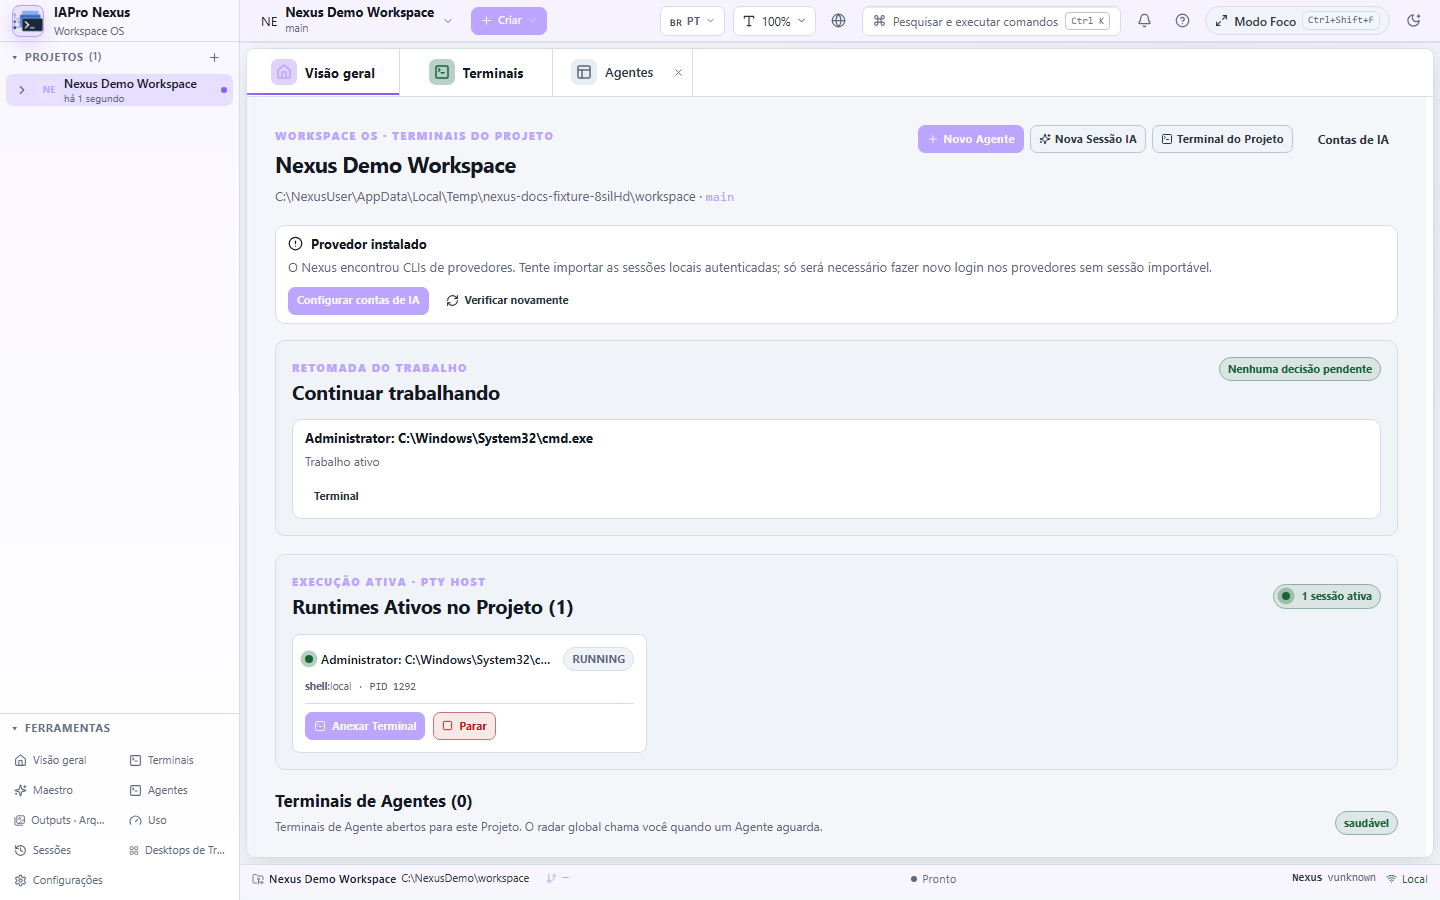 IAPro Nexus
Workspace OS
NE Nexus Demo Workspace
main
Criar
BR PT
100%
Pesquisar e executar comandos Ctrl K
Modo Foco Ctrl+Shift+F
PROJETOS (1)
NE Nexus Demo Workspace
há 1 segundo
Visão geral
Terminais
Agentes
WORKSPACE OS · TERMINAIS DO PROJETO
Nexus Demo Workspace
C:\NexusUser\AppData\Local\Temp\nexus-docs-fixture-8silHd\workspace · main
Novo Agente
Nova Sessão IA
Terminal do Projeto
Contas de IA
Provedor instalado
O Nexus encontrou CLIs de provedores. Tente importar as sessões locais autenticadas; só será necessário fazer novo login nos provedores sem sessão importável.
Configurar contas de IA
Verificar novamente
RETOMADA DO TRABALHO
Continuar trabalhando
Nenhuma decisão pendente
Administrator: C:\Windows\System32\cmd.exe
Trabalho ativo
Terminal
EXECUÇÃO ATIVA · PTY HOST
Runtimes Ativos no Projeto (1)
1 sessão ativa
Administrator: C:\Windows\System32\c...
RUNNING
shell:local · PID 1292
Anexar Terminal
Parar
Terminais de Agentes (0)
Terminais de Agente abertos para este Projeto. O radar global chama você quando um Agente aguarda.
saudável
FERRAMENTAS
Visão geral
Terminais
Maestro
Agentes
Outputs · Arq...
Uso
Sessões
Desktops de Tr...
Configurações
Nexus Demo Workspace C:\NexusDemo\workspace —
Pronto
Nexus vunknown
Local